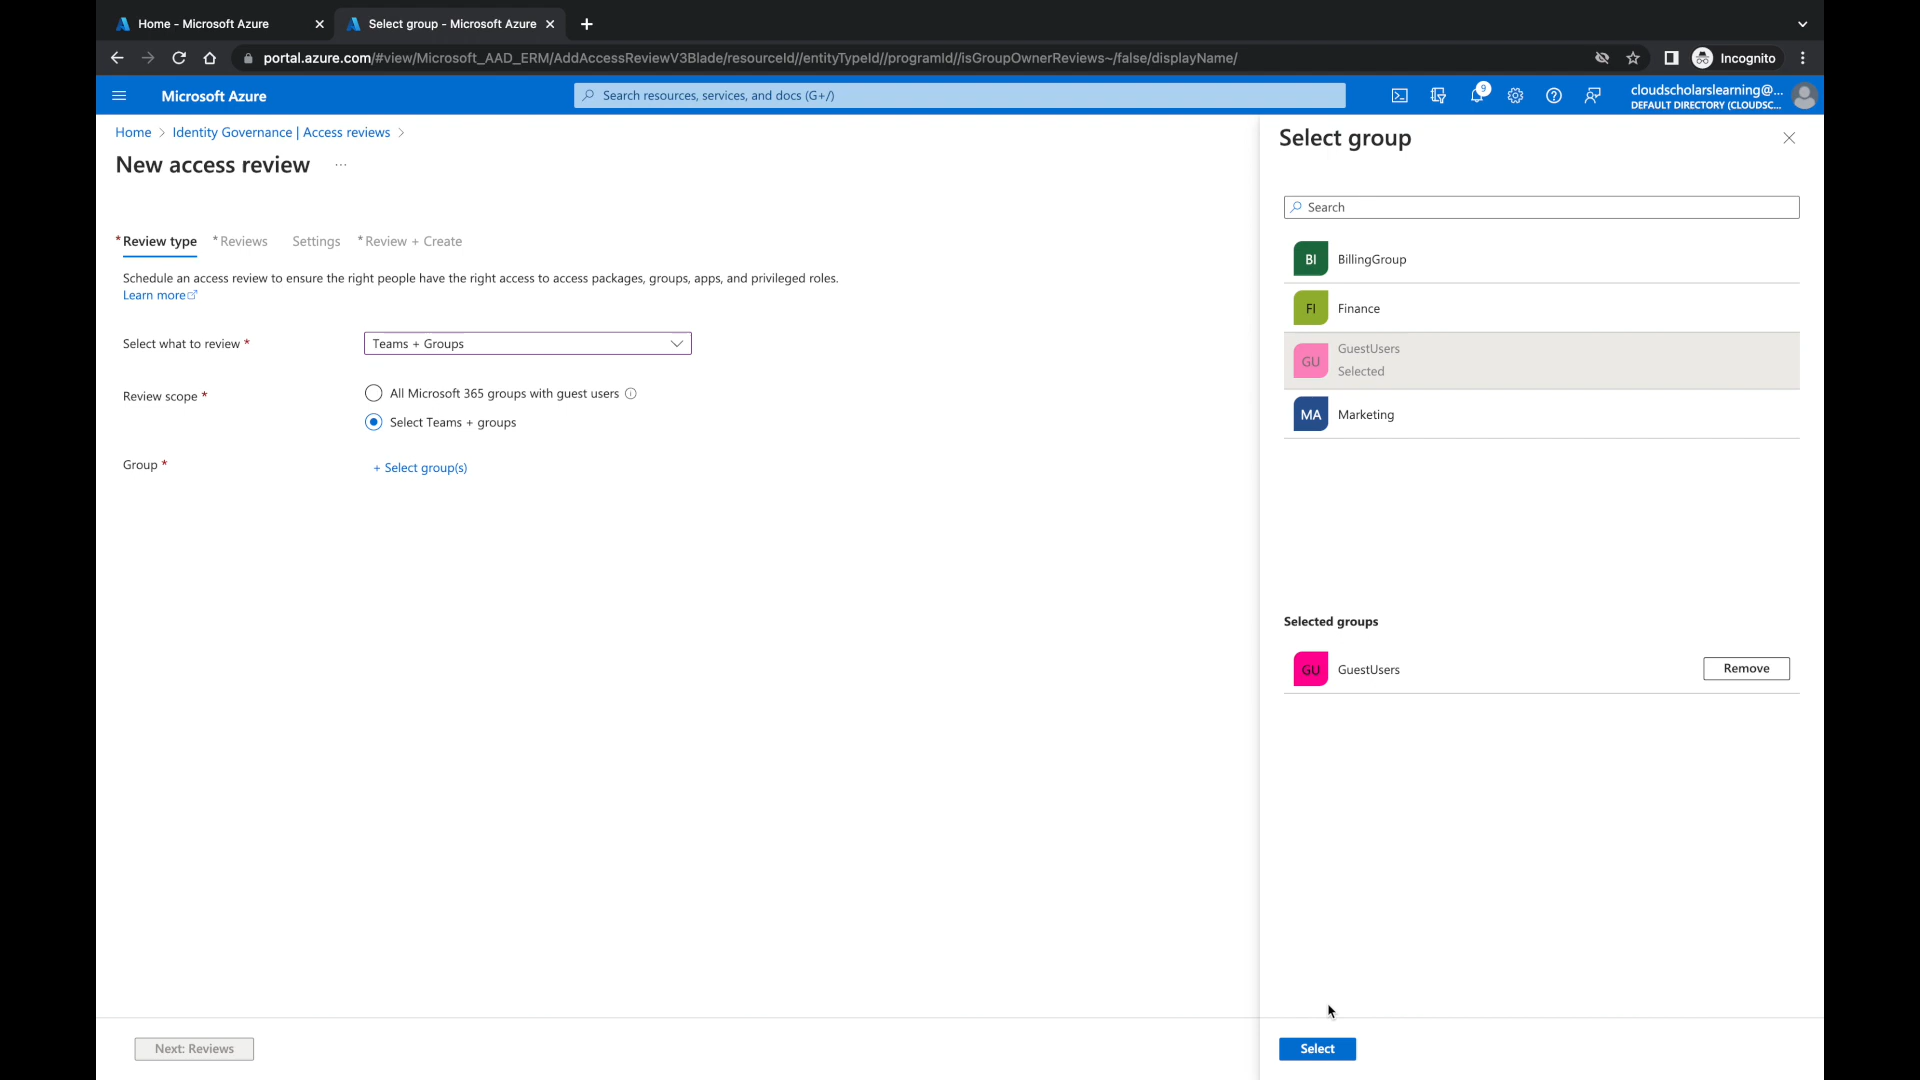 Home - Microsoft Azure
Select group - Microsoft Azure
portal.azure.com/#view/Microsoft_AAD_ERM/AddAccessReviewV3Blade/resourceId//entityTypeId//programId//isGroupOwnerReviews~/false/displayName/
Incognito
Microsoft Azure
Search resources, services, and docs (G+/)
9
cloudscholarslearning@...
DEFAULT DIRECTORY (CLOUDSC...
Home > Identity Governance | Access reviews >
New access review ...
* Review type
* Reviews
Settings
* Review + Create
Schedule an access review to ensure the right people have the right access to access packages, groups, apps, and privileged roles.
Learn more
Select what to review *
Teams + Groups
Review scope *
All Microsoft 365 groups with guest users
Select Teams + groups
Group *
+ Select group(s)
Next: Reviews
Select group
Search
BI BillingGroup
FI Finance
GU GuestUsers
Selected
MA Marketing
Selected groups
GU GuestUsers
Remove
Select